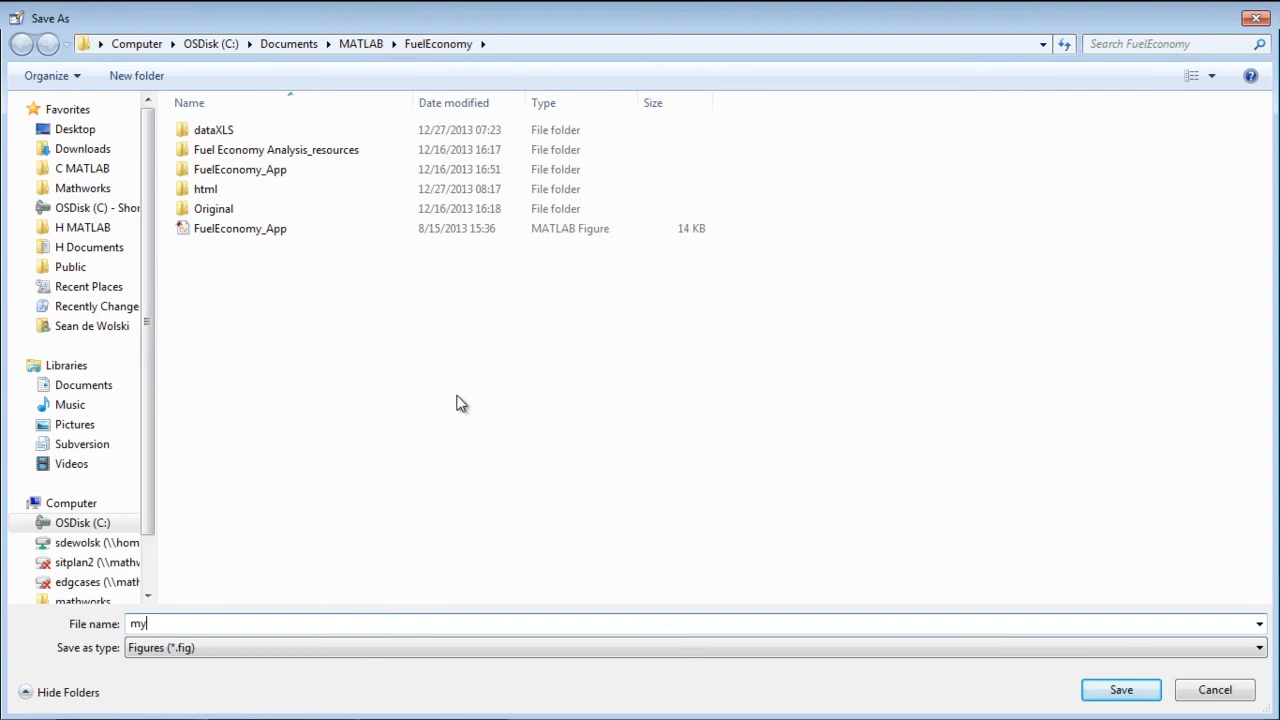 Save As
Computer OSDisk (C:) Documents MATLAB FuelEconomy
Search FuelEconomy
Organize New folder
Name Date modified Type Size
Favorites
Desktop
Downloads
C MATLAB
Mathworks
OSDisk (C) - Shor
H MATLAB
H Documents
Public
Recent Places
Recently Change
Sean de Wolski
Libraries
Documents
Music
Pictures
Subversion
Videos
Computer
OSDisk (C:)
sdewolsk (\\hom
sitplan2 (\\mathw
edgcases (\\math
mathworks
dataXLS 12/27/2013 07:23 File folder
Fuel Economy Analysis_resources 12/16/2013 16:17 File folder
FuelEconomy_App 12/16/2013 16:51 File folder
html 12/27/2013 08:17 File folder
Original 12/16/2013 16:18 File folder
FuelEconomy_App 8/15/2013 15:36 MATLAB Figure 14 KB
File name: my
Save as type: Figures (*.fig)
Hide Folders
Save Cancel